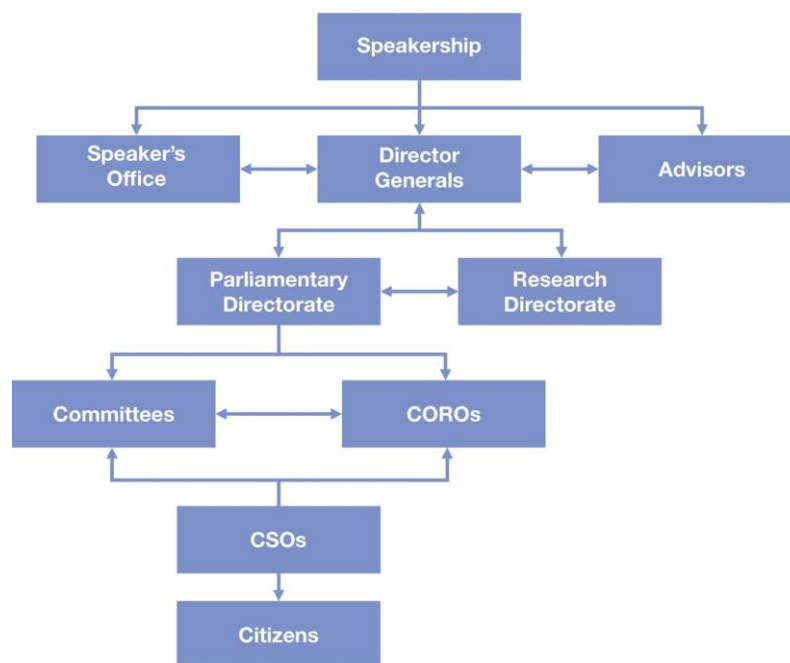 Speakership
Speaker's
Office
Director
Generals
Advisors
Parliamentary
Directorate
Research
Directorate
Committees
COROs
CSOs
Citizens